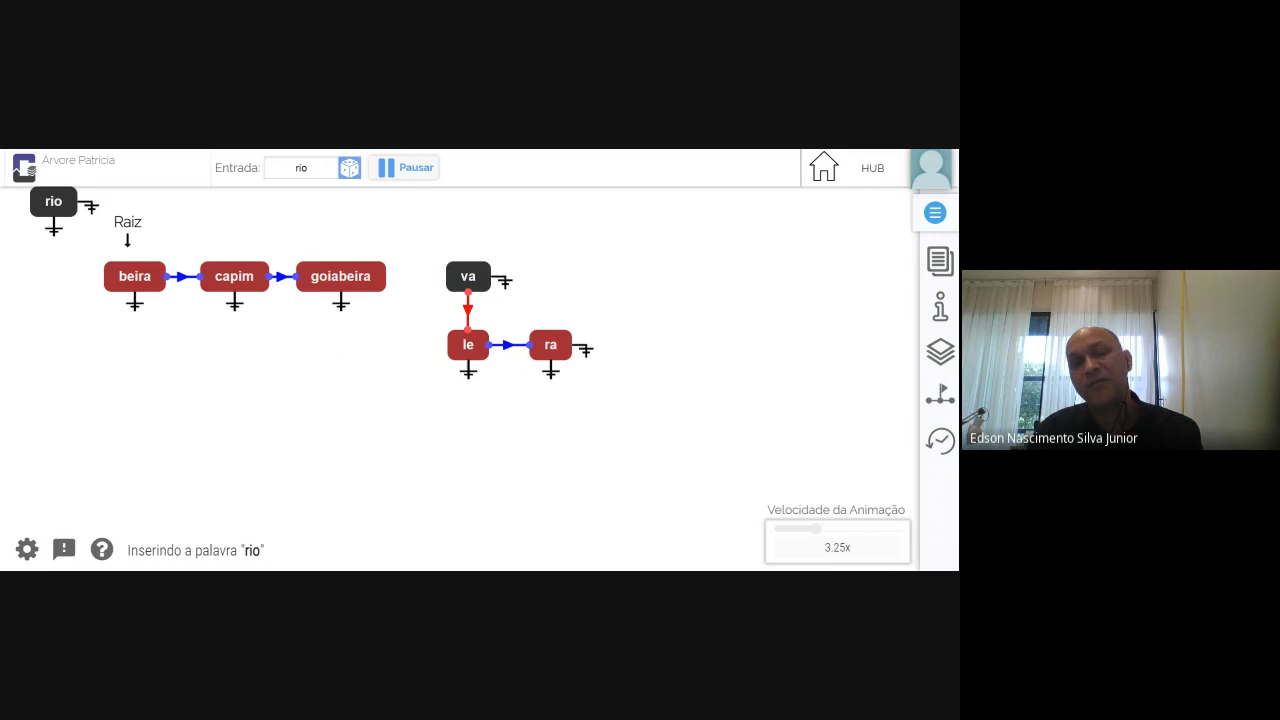 Árvore Patricia
Entrada: rio Pausar
HUB
rio
Raiz
beira capim goiabeira va
le ra
Velocidade da Animação
3.25x
Inserindo a palavra "rio"
Edson Nascimento Silva Junior